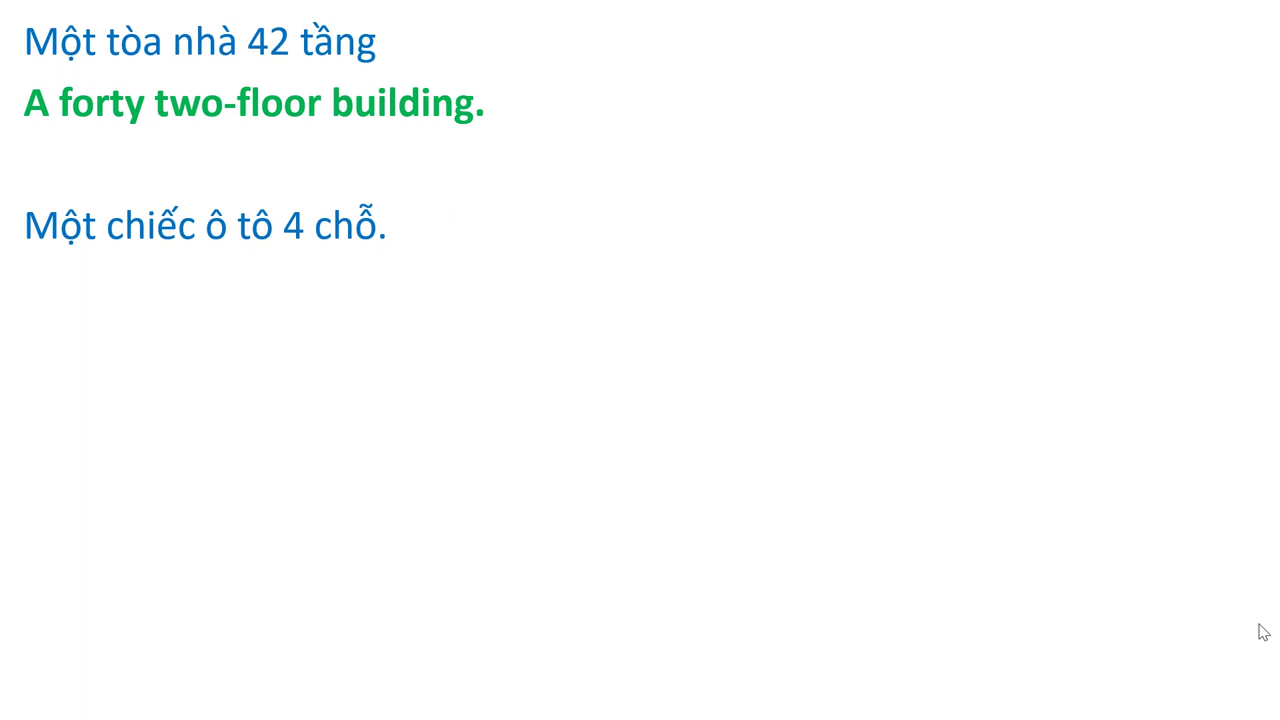 Một tòa nhà 42 tầng
A forty two-floor building.
Một chiếc ô tô 4 chỗ.